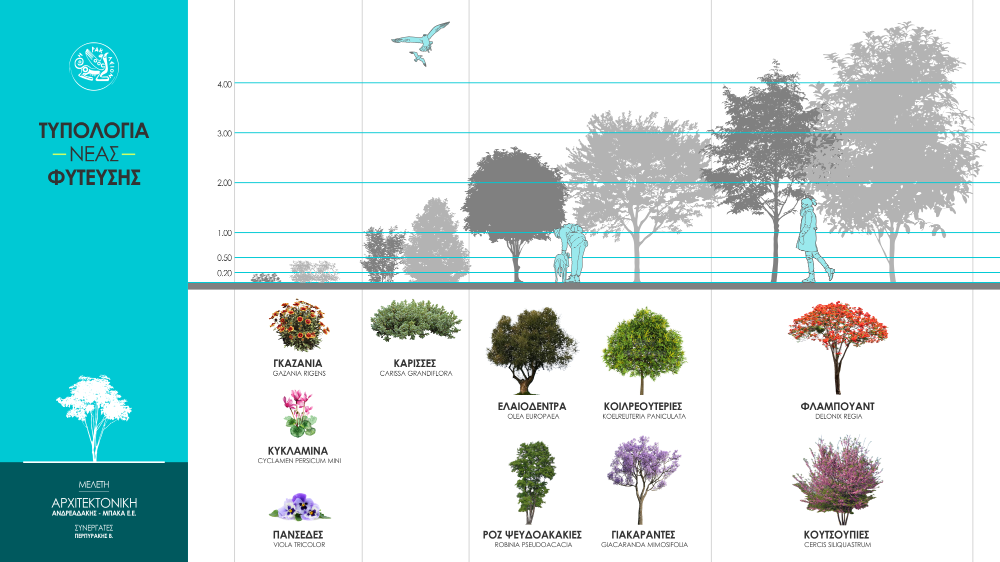 ΗΡΑΚΛΕΙΟΝ
ΤΥΠΟΛΟΓΙΑ
ΝΕΑΣ
ΦΥΤΕΥΣΗΣ
ΜΕΛΕΤΗ
ΑΡΧΙΤΕΚΤΟΝΙΚΗ
ΑΝΔΡΕΑΔΑΚΗΣ - ΜΠΑΚΑ Ε.Ε.
ΣΥΝΕΡΓΑΤΕΣ
ΠΕΡΠΥΡΑΚΗΣ Β.
4.00
3.00
2.00
1.00
0.50
0.20
ΓΚΑΖΑΝΙΑ
GAZANIA RIGENS
ΚΥΚΛΑΜΙΝΑ
CYCLAMEN PERSICUM MINI
ΠΑΝΣΕΔΕΣ
VIOLA TRICOLOR
ΚΑΡΙΣΣΕΣ
CARISSA GRANDIFLORA
ΕΛΑΙΟΔΕΝΤΡΑ
OLEA EUROPAEA
ΚΟΙΛΡΕΟΥΤΕΡΙΕΣ
KOELREUTERIA PANICULATA
ΡΟΖ ΨΕΥΔΟΑΚΑΚΙΕΣ
ROBINIA PSEUDOACACIA
ΓΙΑΚΑΡΑΝΤΕΣ
GIACARANDA MIMOSIFOLIA
ΦΛΑΜΠΟΥΑΝΤ
DELONIX REGIA
ΚΟΥΤΣΟΥΠΙΕΣ
CERCIS SILIQUASTRUM